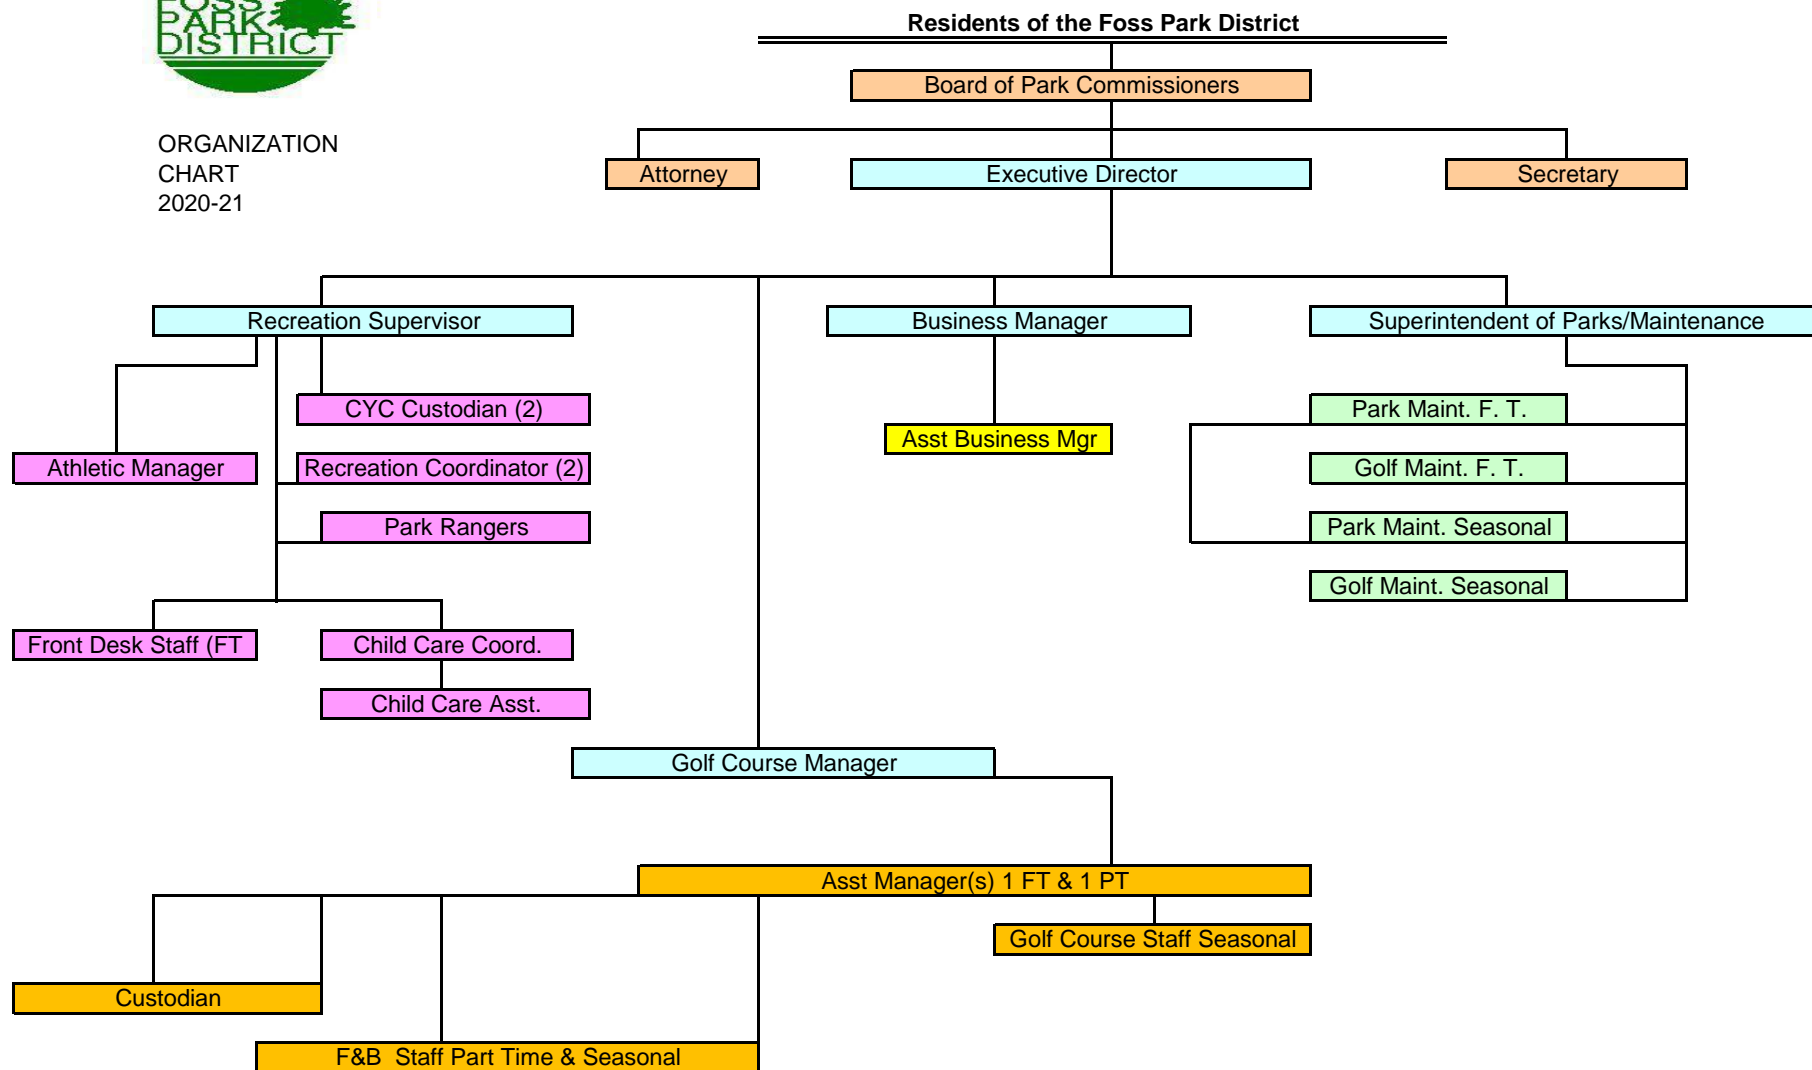 FOSS
PARK
DISTRICT
Residents of the Foss Park District
Board of Park Commissioners
ORGANIZATION
CHART
2020-21
Attorney
Executive Director
Secretary
Recreation Supervisor
Business Manager
Superintendent of Parks/Maintenance
CYC Custodian (2)
Park Maint. F. T.
Asst Business Mgr
Athletic Manager
Recreation Coordinator (2)
Golf Maint. F. T.
Park Rangers
Park Maint. Seasonal
Golf Maint. Seasonal
Front Desk Staff (FT
Child Care Coord.
Child Care Asst.
Golf Course Manager
Asst Manager(s) 1 FT & 1 PT
Golf Course Staff Seasonal
Custodian
F&B  Staff Part Time & Seasonal